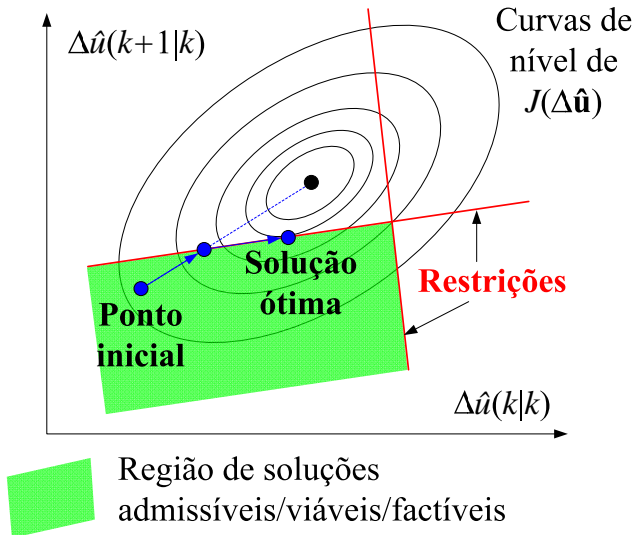 Δû(k+1|k)
Curvas de
nível de
J(Δû)
Solução
ótima
Restrições
Ponto
inicial
Δû(k|k)
Região de soluções
admissíveis/viáveis/factíveis